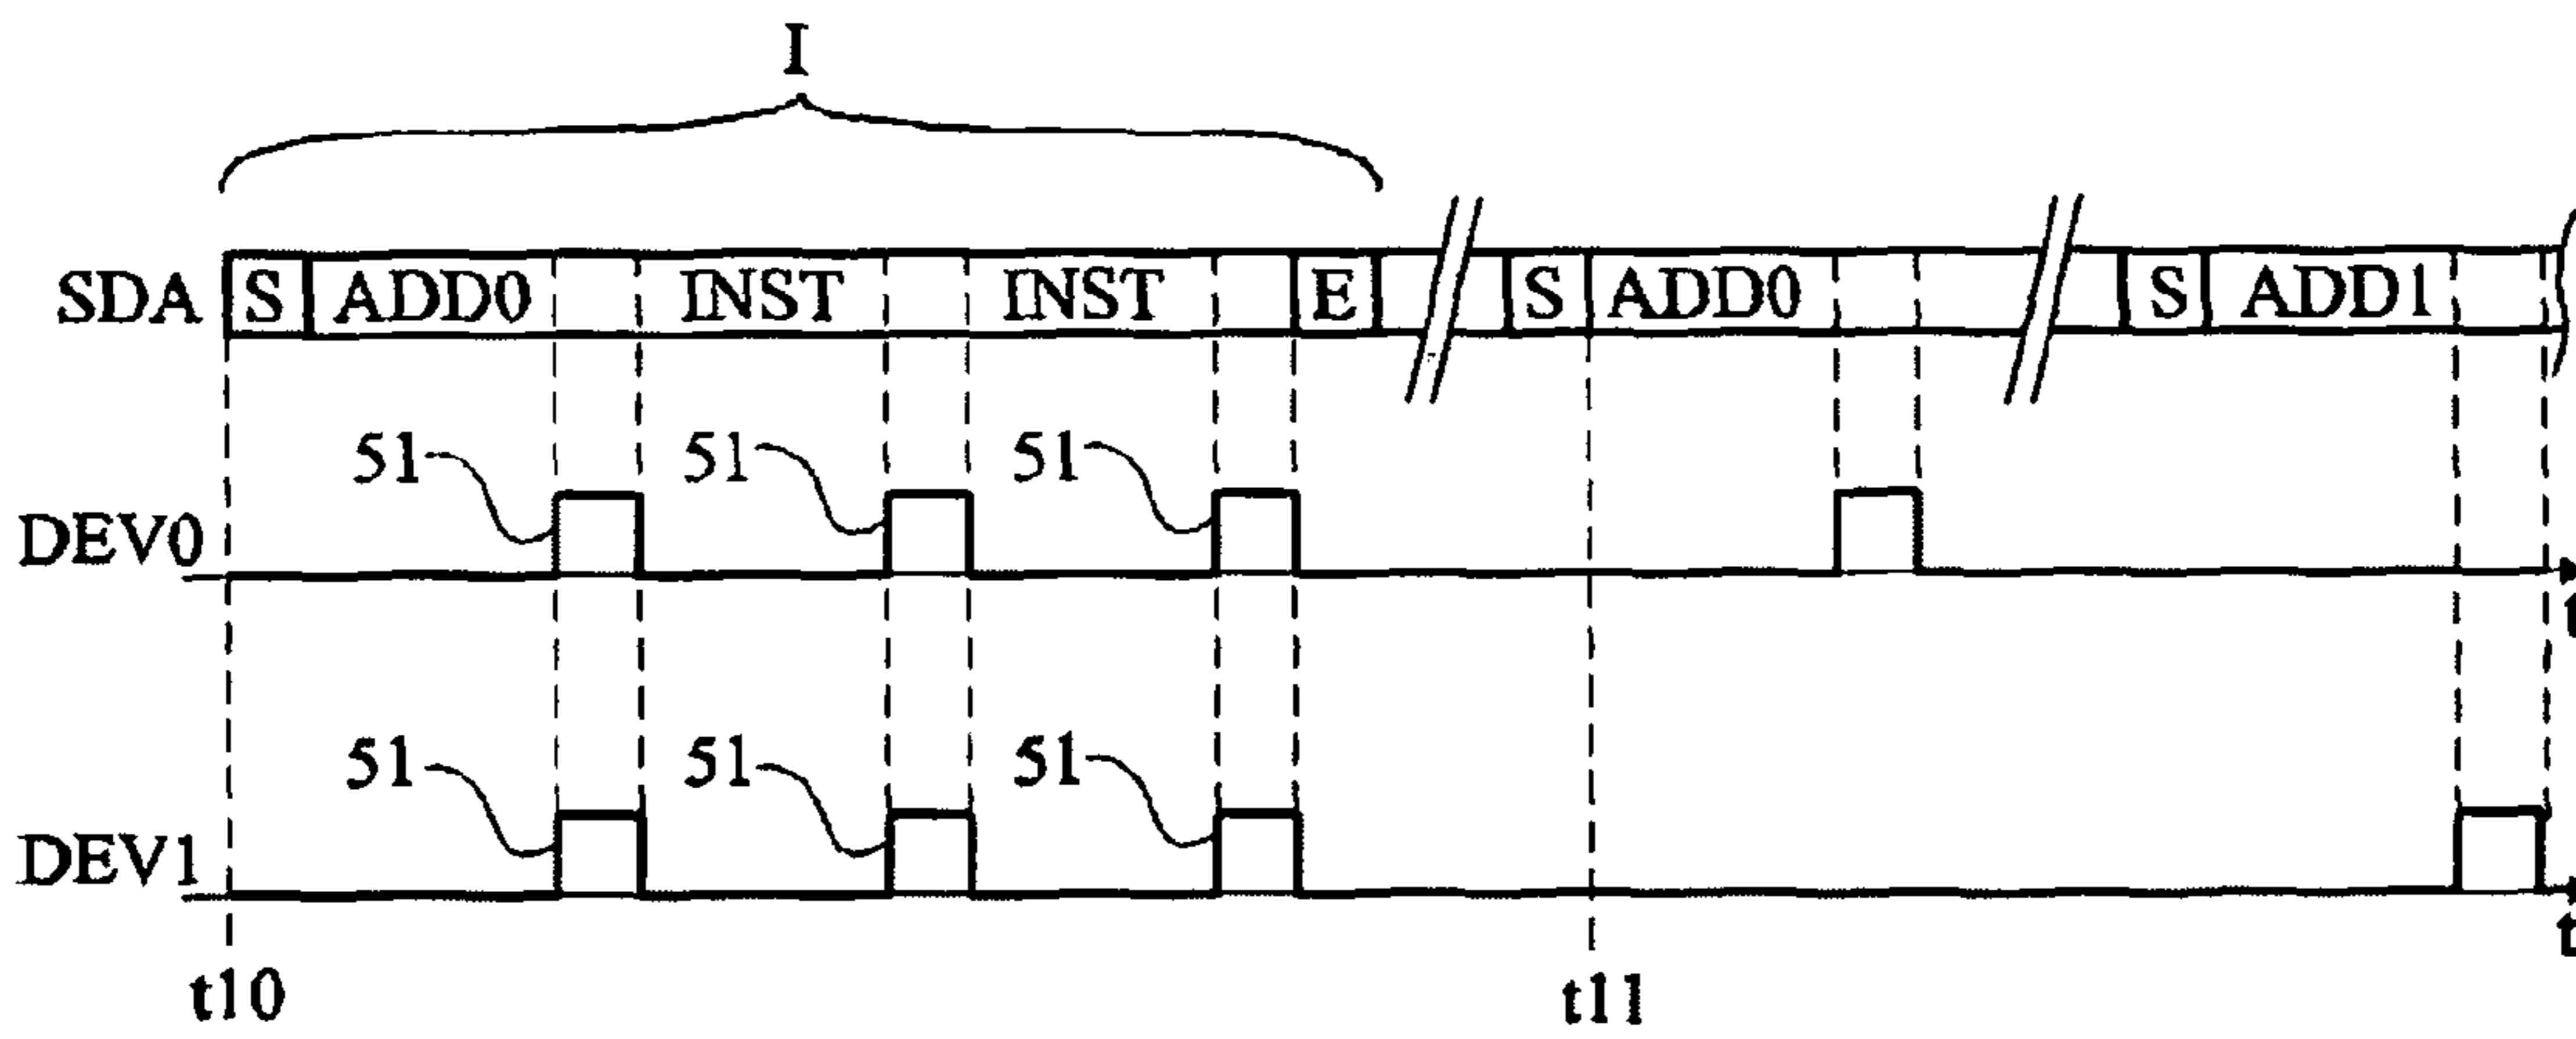 I
SDA S ADD0 INST INST E S ADD0 S ADD1
51 51 51
DEV0
t
51 51 51
DEV1
t
t10 t11